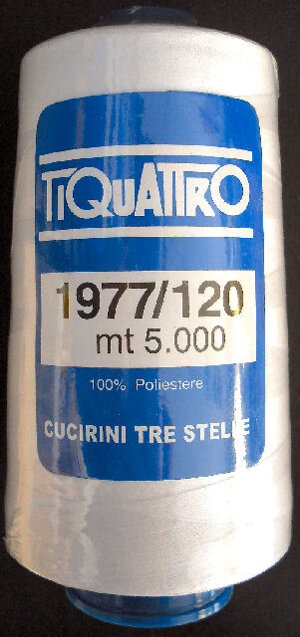 TIQUATTRO
1977/120
mt 5.000
100% Poliestere
CUCIRINI TRE STELLE